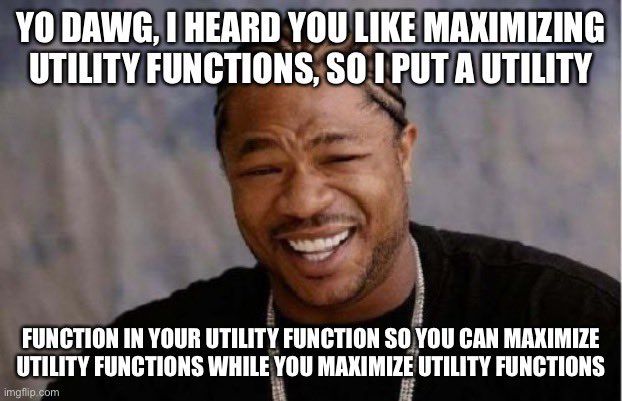 YO DAWG, I HEARD YOU LIKE MAXIMIZING
UTILITY FUNCTIONS, SO I PUT A UTILITY
FUNCTION IN YOUR UTILITY FUNCTION SO YOU CAN MAXIMIZE
UTILITY FUNCTIONS WHILE YOU MAXIMIZE UTILITY FUNCTIONS
imgflip.com